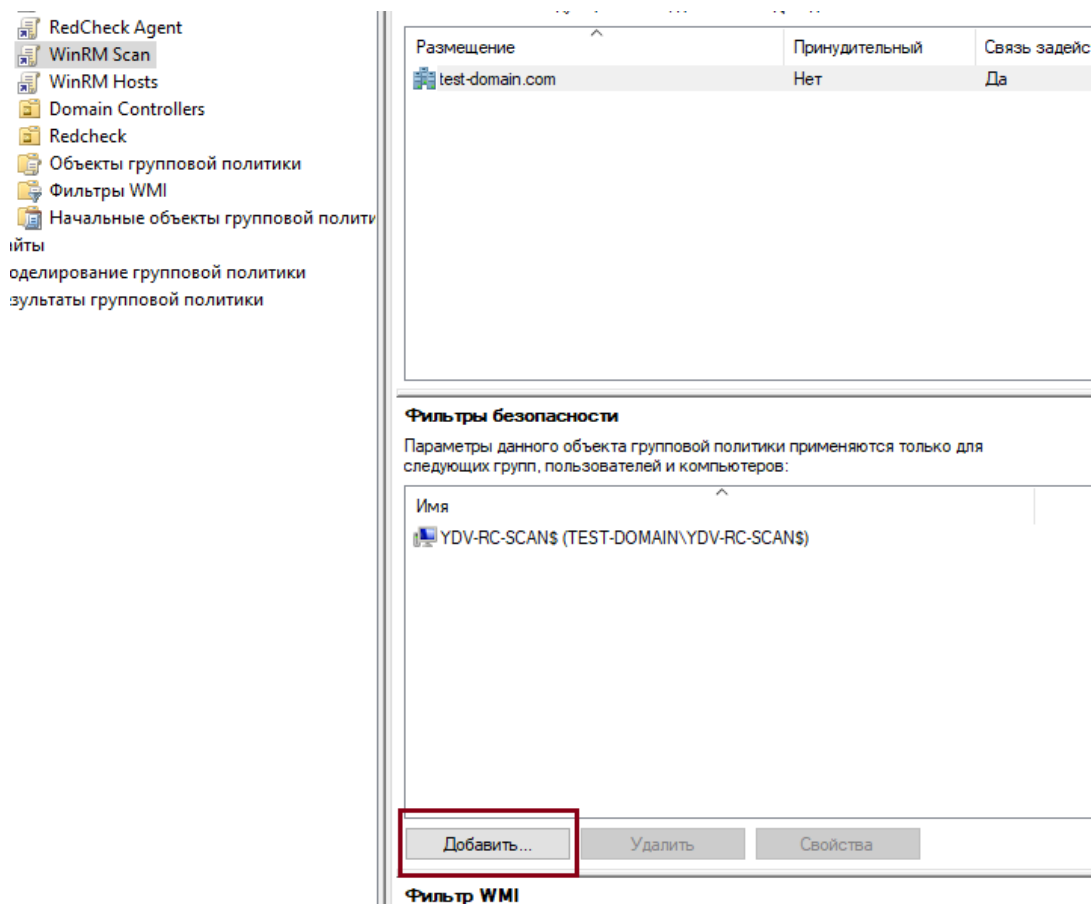 RedCheck Agent
WinRM Scan
WinRM Hosts
Domain Controllers
Redcheck
Объекты групповой политики
Фильтры WMI
Начальные объекты групповой полити
йты
оделирование групповой политики
зультаты групповой политики
Размещение Принудительный Связь задейс
test-domain.com Нет Да
Фильтры безопасности
Параметры данного объекта групповой политики применяются только для
следующих групп, пользователей и компьютеров:
Имя
YDV-RC-SCAN$ (TEST-DOMAIN\YDV-RC-SCAN$)
Добавить... Удалить Свойства
Фильтр WMI